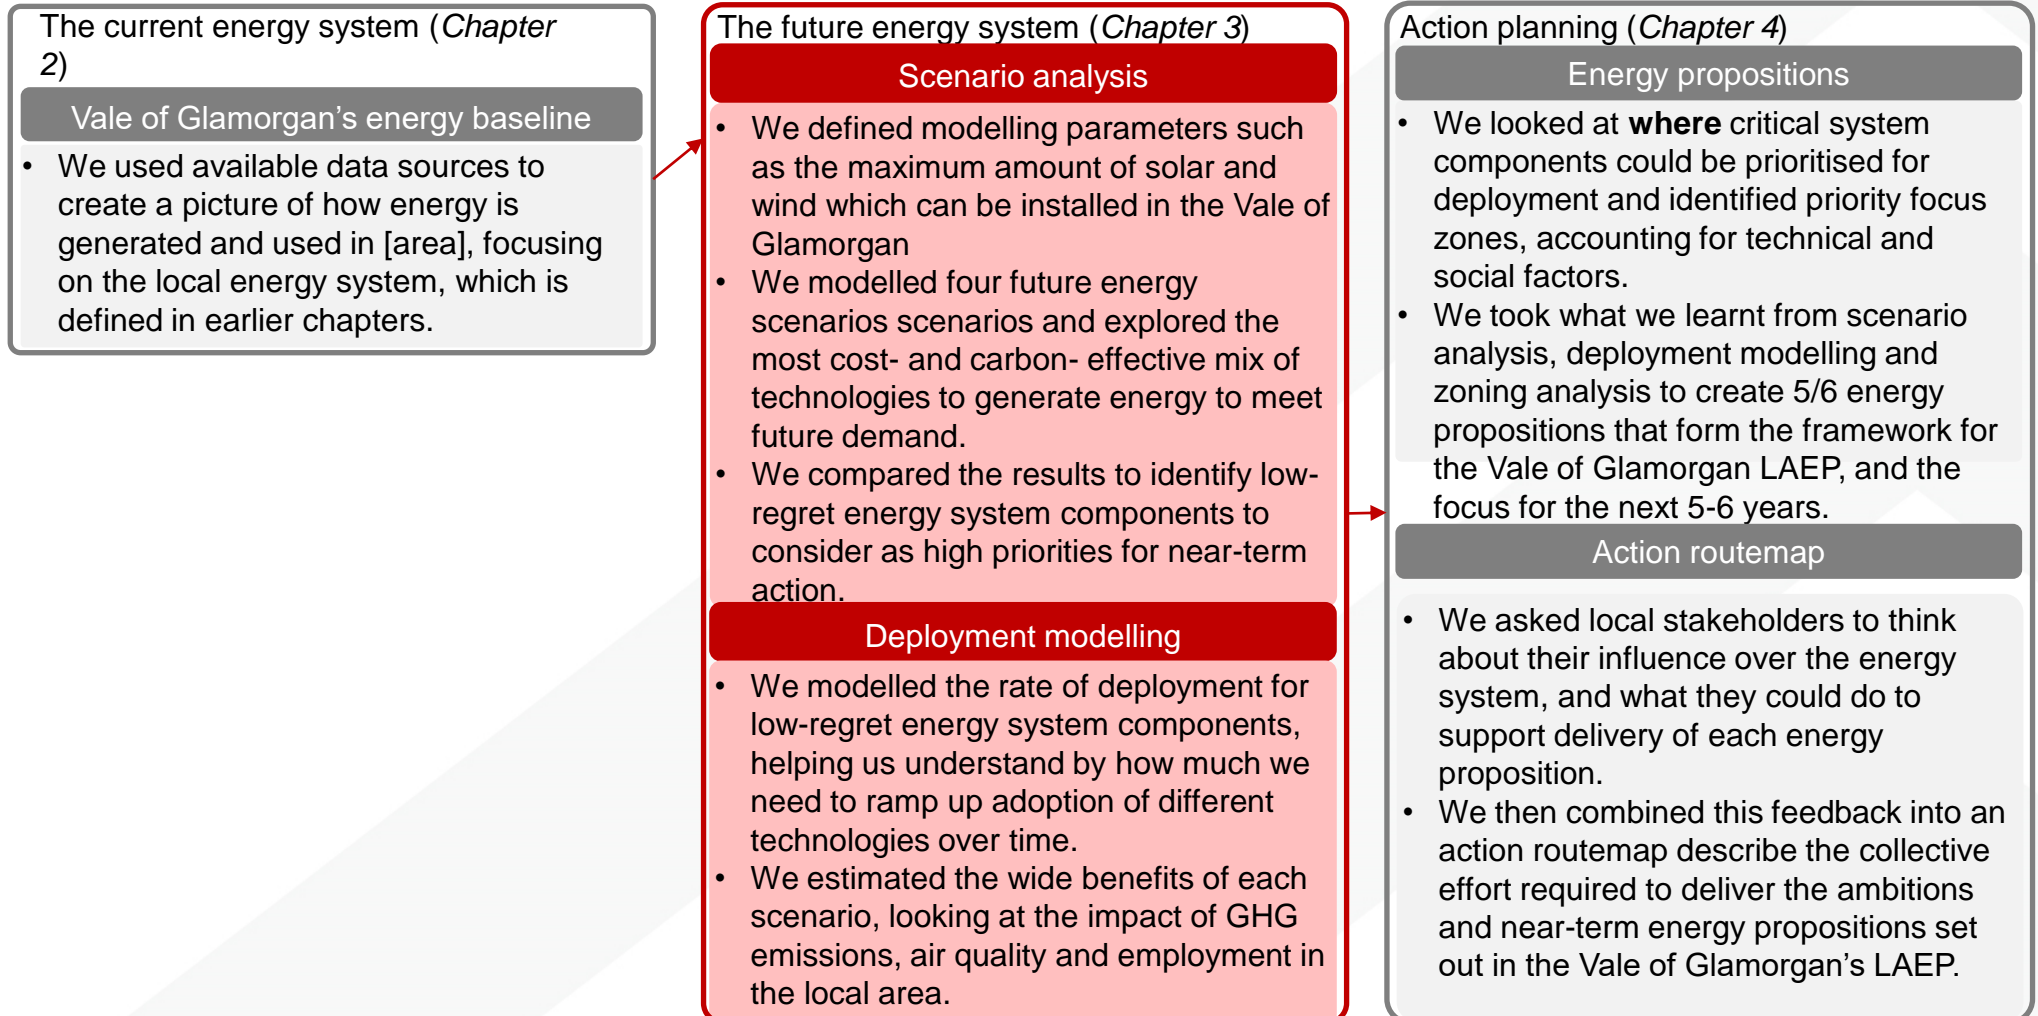 The current energy system (Chapter
2)
Vale of Glamorgan's energy baseline
• We used available data sources to
create a picture of how energy is
generated and used in [area], focusing
on the local energy system, which is
defined in earlier chapters.
The future energy system (Chapter 3)
Scenario analysis
• We defined modelling parameters such
as the maximum amount of solar and
wind which can be installed in the Vale of
Glamorgan
• We modelled four future energy
scenarios scenarios and explored the
most cost- and carbon- effective mix of
technologies to generate energy to meet
future demand.
• We compared the results to identify low-
regret energy system components to
consider as high priorities for near-term
action.
Deployment modelling
• We modelled the rate of deployment for
low-regret energy system components,
helping us understand by how much we
need to ramp up adoption of different
technologies over time.
• We estimated the wide benefits of each
scenario, looking at the impact of GHG
emissions, air quality and employment in
the local area.
Action planning (Chapter 4)
Energy propositions
• We looked at where critical system
components could be prioritised for
deployment and identified priority focus
zones, accounting for technical and
social factors.
• We took what we learnt from scenario
analysis, deployment modelling and
zoning analysis to create 5/6 energy
propositions that form the framework for
the Vale of Glamorgan LAEP, and the
focus for the next 5-6 years.
Action routemap
• We asked local stakeholders to think
about their influence over the energy
system, and what they could do to
support delivery of each energy
proposition.
• We then combined this feedback into an
action routemap describe the collective
effort required to deliver the ambitions
and near-term energy propositions set
out in the Vale of Glamorgan's LAEP.